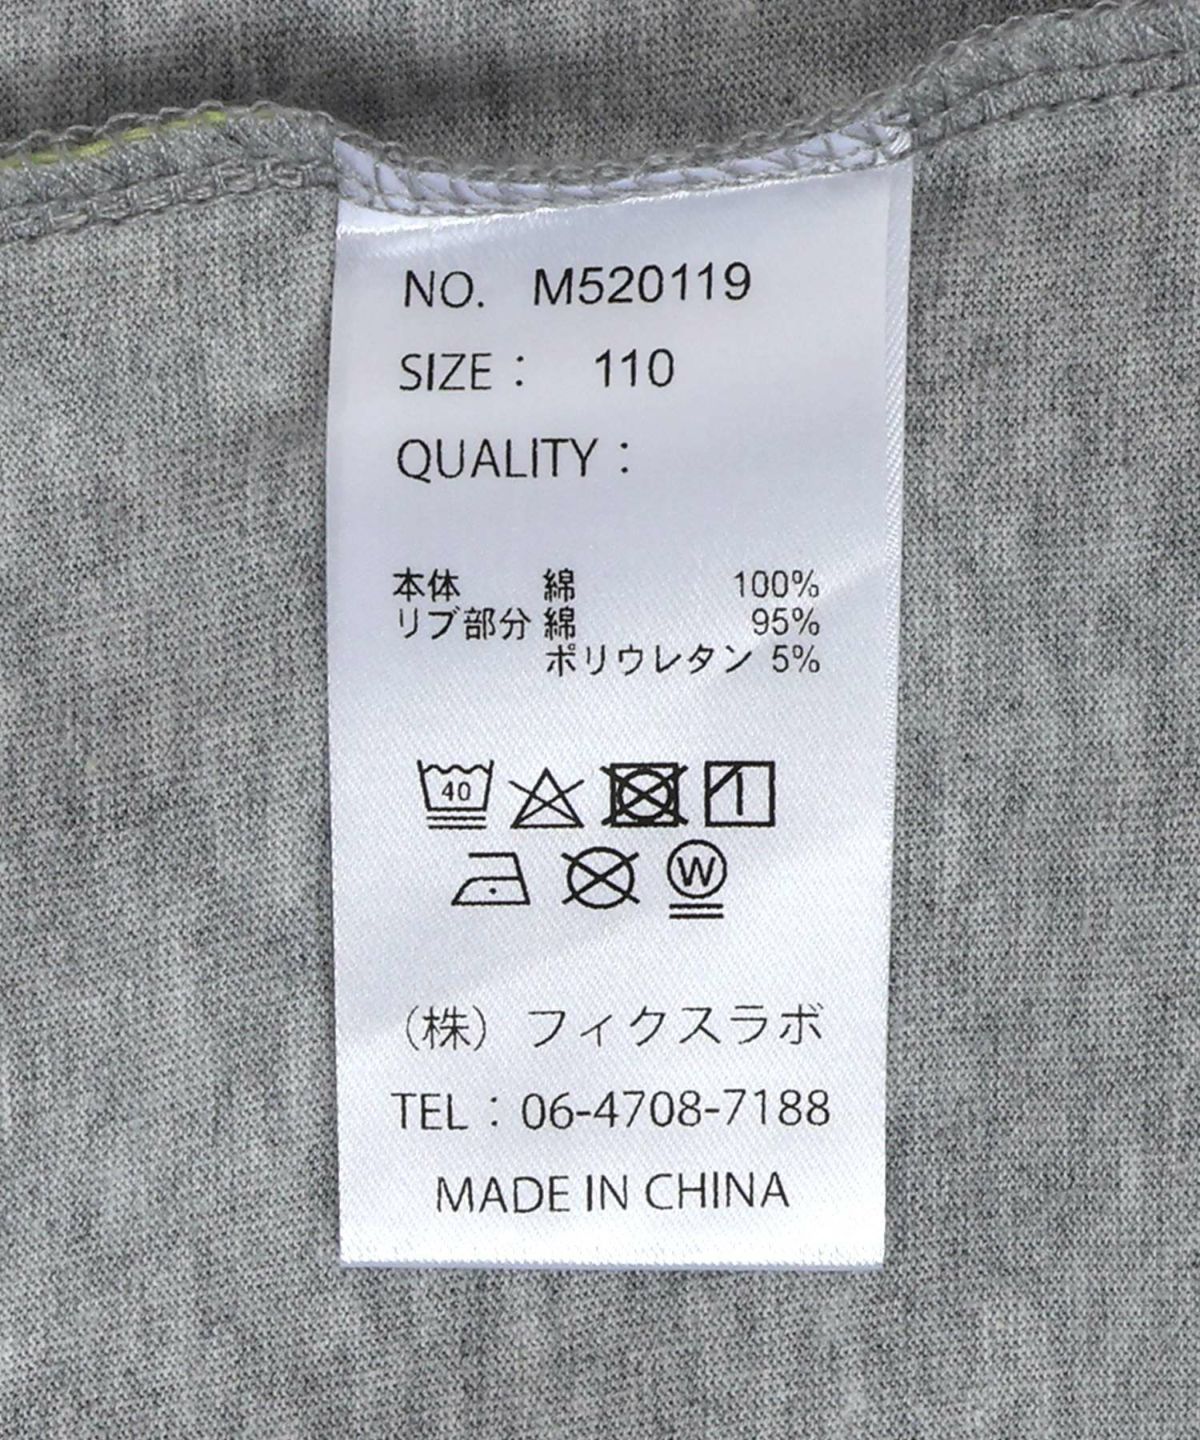 NO. M520119
SIZE： 110
QUALITY：
本体 綿 100%
リブ部分 綿 95%
ポリウレタン 5%
40
W
（株） フィクスラボ
TEL：06-4708-7188
MADE IN CHINA